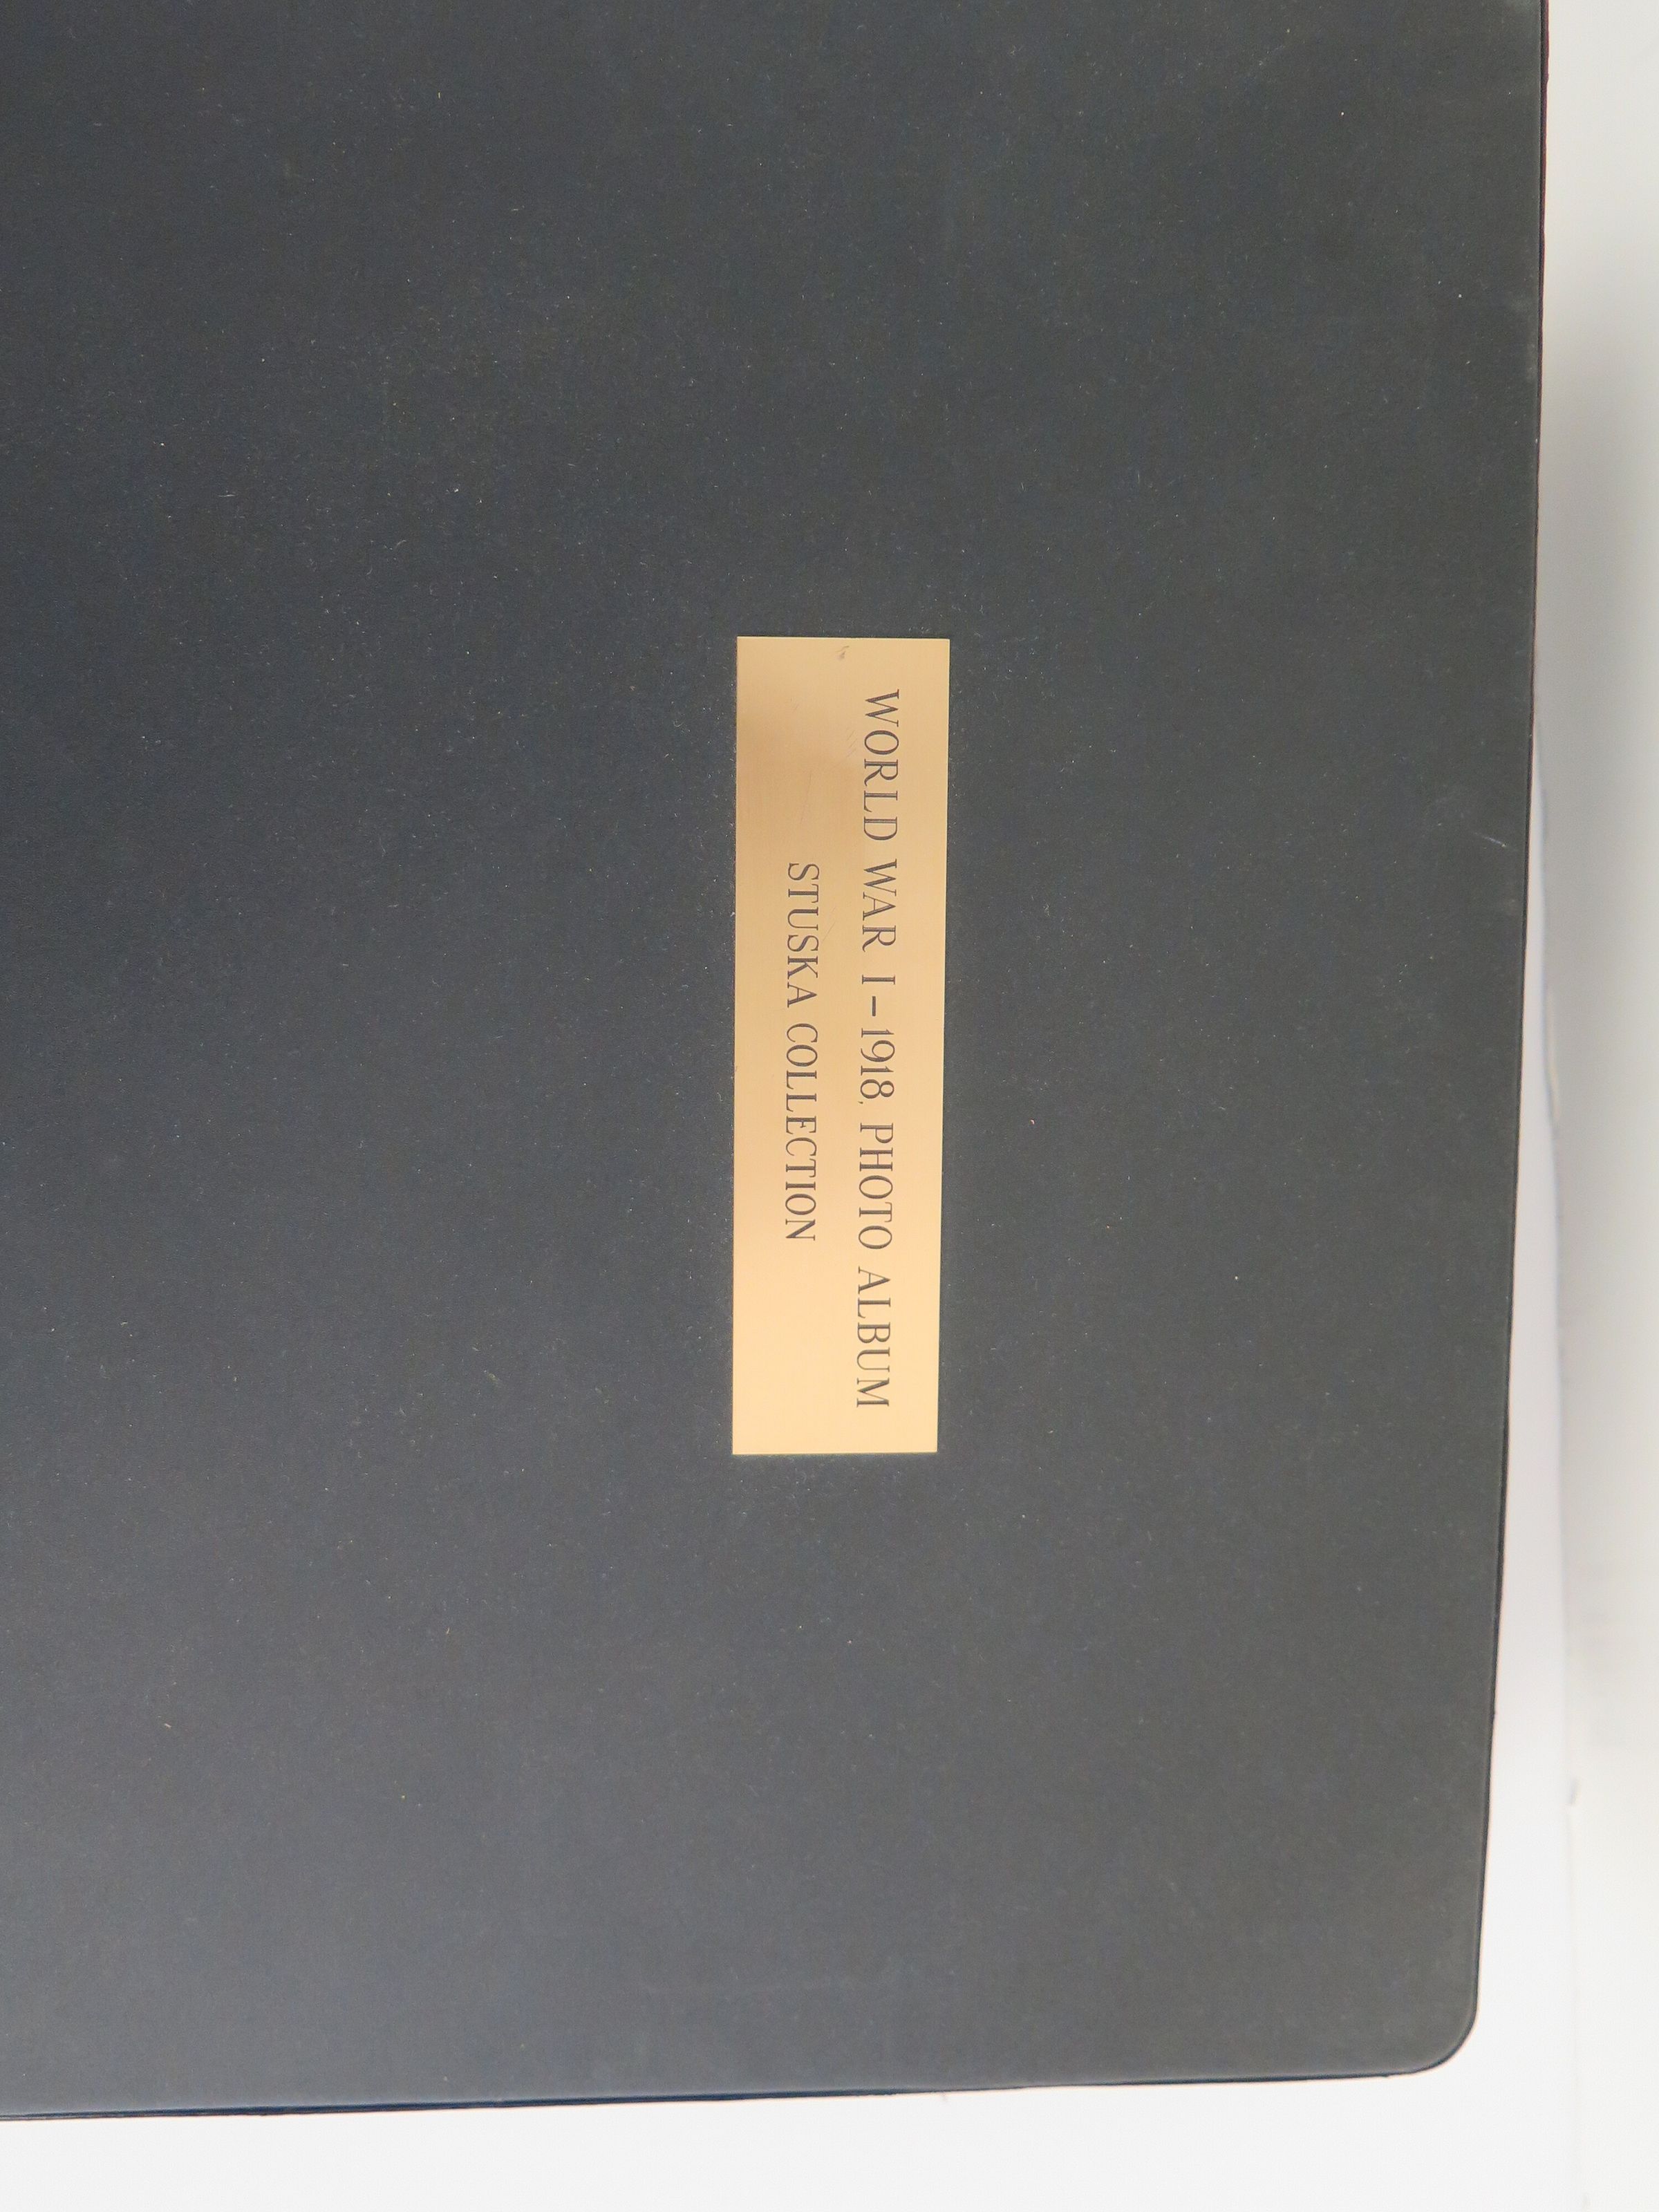 WORLD WAR I-1918, PHOTO ALBUM
STUSKA COLLECTION